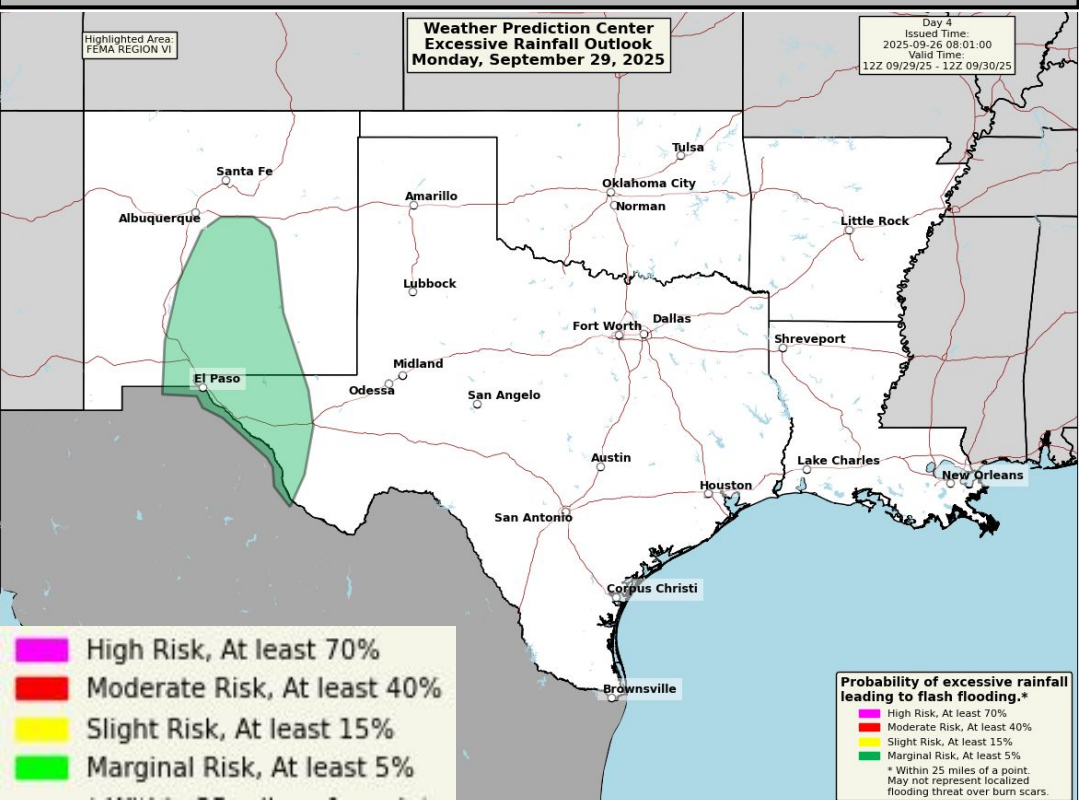 Highlighted Area:
FEMA REGION VI
Weather Prediction Center
Excessive Rainfall Outlook
Monday, September 29, 2025
Day 4
Issued Time:
2025-09-26 08:01:00
Valid Time:
12Z 09/29/25 - 12Z 09/30/25
Tulsa
Santa Fe
Oklahoma City
Amarillo
Norman
Albuquerque
Little Rock
Lubbock
Dallas
Fort Worth
Shreveport
Midland
El Paso
Odessa
San Angelo
Austin
Lake Charles
New Orleans
Houston
San Antonio
Corpus Christi
Brownsville
High Risk, At least 70%
Moderate Risk, At least 40%
Slight Risk, At least 15%
Marginal Risk, At least 5%
Probability of excessive rainfall
leading to flash flooding.*
High Risk, At least 70%
Moderate Risk, At least 40%
Slight Risk, At least 15%
Marginal Risk, At least 5%
* Within 25 miles of a point.
May not represent localized
flooding threat over burn scars.